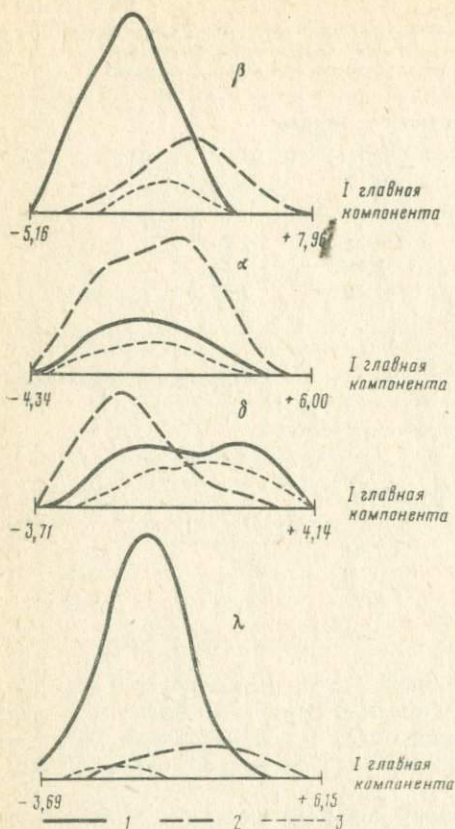 β
I главная
компонента
-5,16 +7,96
α
I главная
компонента
-4,34 +6,00
δ
I главная
компонента
-3,71 +4,14
λ
I главная
компонента
-3,69 +6,15
1 2 3